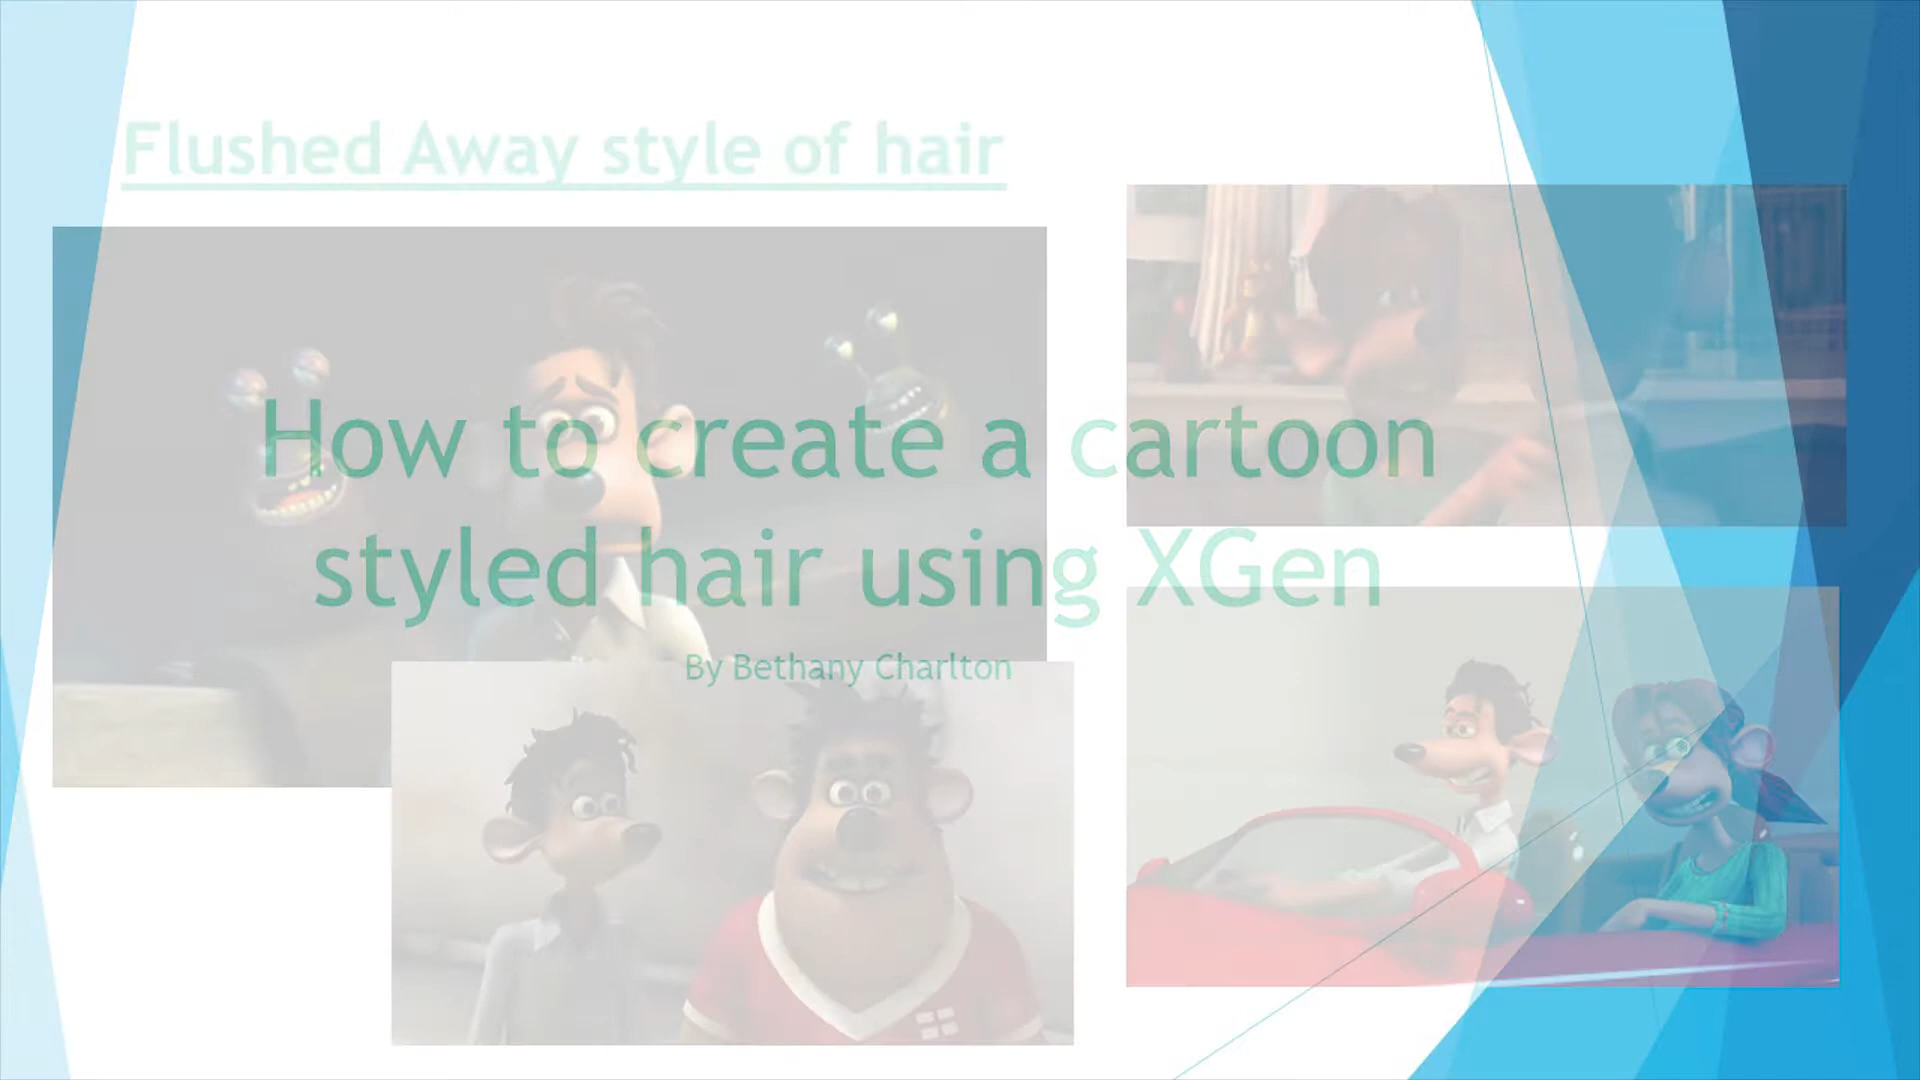 Flushed Away style of hair
How to create a cartoon
styled hair using XGen
By Bethany Charlton